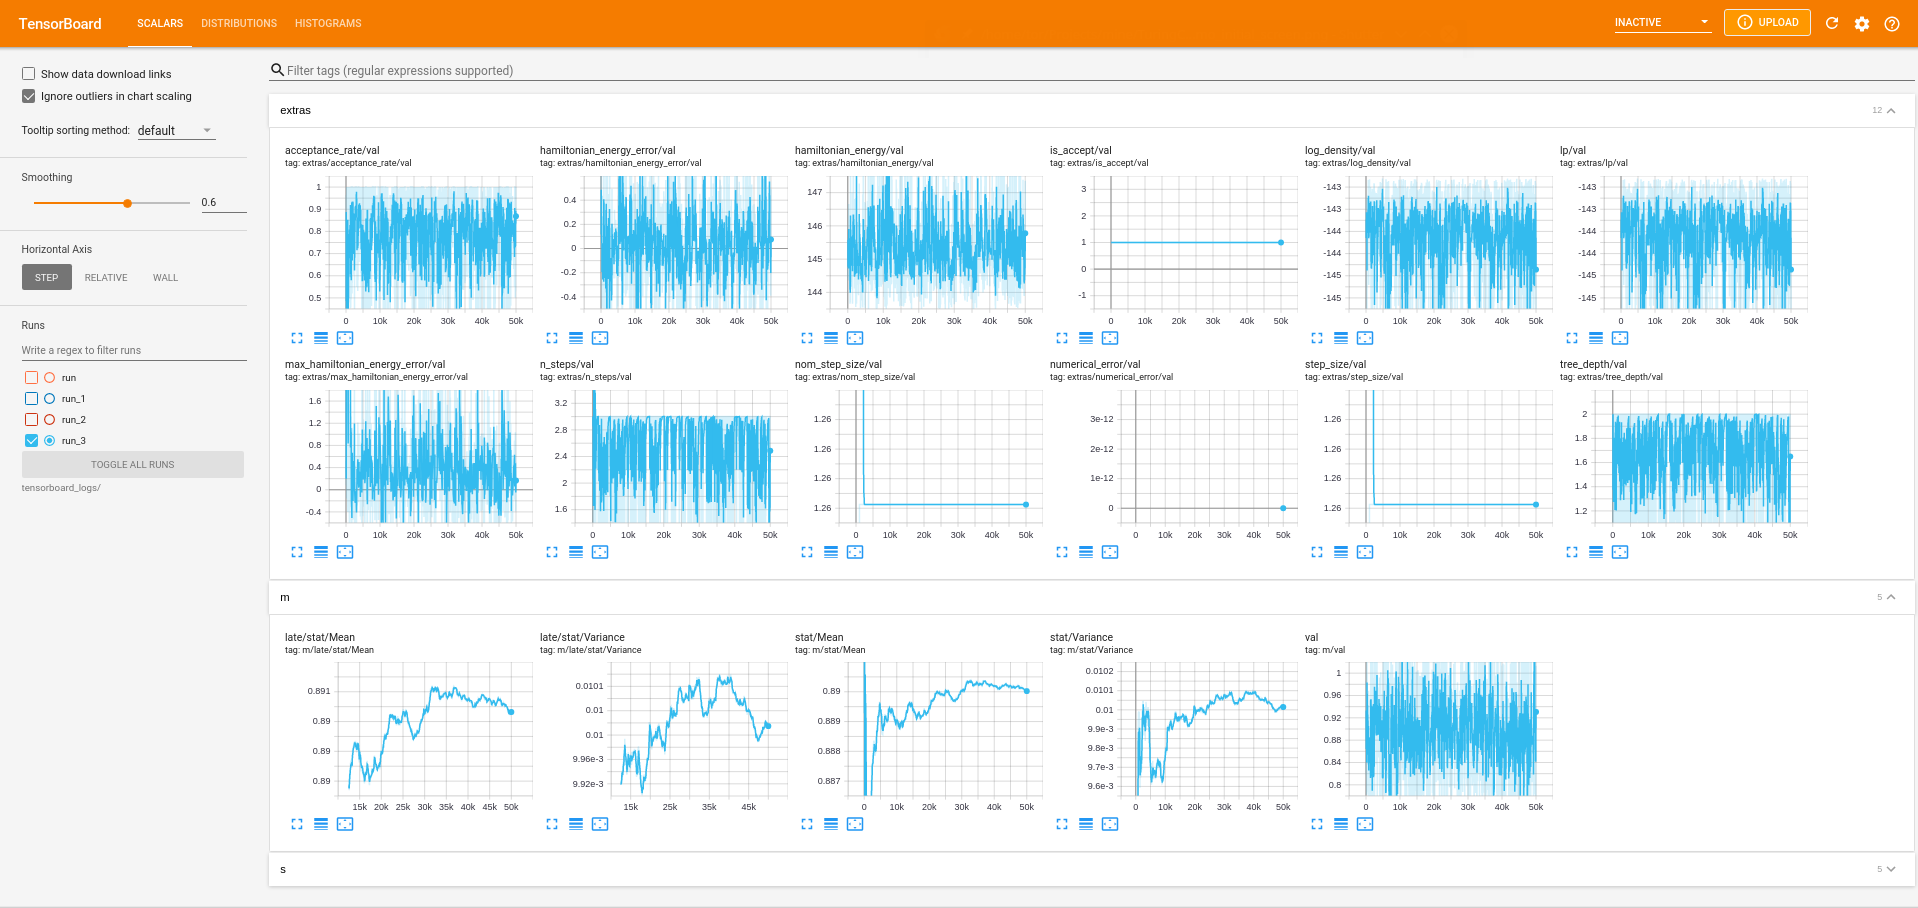 TensorBoard SCALARS DISTRIBUTIONS HISTOGRAMS INACTIVE UPLOAD
Show data download links
Ignore outliers in chart scaling
Tooltip sorting method: default
Smoothing
0.6
Horizontal Axis
STEP RELATIVE WALL
Runs
Write a regex to filter runs
run
run_1
run_2
run_3
TOGGLE ALL RUNS
tensorboard_logs/
Filter tags (regular expressions supported)
extras 12
acceptance_rate/val
tag: extras/acceptance_rate/val
1
0.9
0.8
0.7
0.6
0.5
0 10k 20k 30k 40k 50k
hamiltonian_energy_error/val
tag: extras/hamiltonian_energy_error/val
0.4
0.2
0
-0.2
-0.4
0 10k 20k 30k 40k 50k
hamiltonian_energy/val
tag: extras/hamiltonian_energy/val
147
146
145
144
0 10k 20k 30k 40k 50k
is_accept/val
tag: extras/is_accept/val
3
2
1
0
-1
0 10k 20k 30k 40k 50k
log_density/val
tag: extras/log_density/val
-143
-143
-144
-144
-145
-145
0 10k 20k 30k 40k 50k
lp/val
tag: extras/lp/val
-143
-143
-144
-144
-145
-145
0 10k 20k 30k 40k 50k
max_hamiltonian_energy_error/val
tag: extras/max_hamiltonian_energy_error/val
1.6
1.2
0.8
0.4
0
-0.4
0 10k 20k 30k 40k 50k
n_steps/val
tag: extras/n_steps/val
3.2
2.8
2.4
2
1.6
0 10k 20k 30k 40k 50k
nom_step_size/val
tag: extras/nom_step_size/val
1.26
1.26
1.26
1.26
0 10k 20k 30k 40k 50k
numerical_error/val
tag: extras/numerical_error/val
3e-12
2e-12
1e-12
0
0 10k 20k 30k 40k 50k
step_size/val
tag: extras/step_size/val
1.26
1.26
1.26
1.26
0 10k 20k 30k 40k 50k
tree_depth/val
tag: extras/tree_depth/val
2
1.8
1.6
1.4
1.2
0 10k 20k 30k 40k 50k
m 5
late/stat/Mean
tag: m/late/stat/Mean
0.891
0.89
0.89
0.89
15k 20k 25k 30k 35k 40k 45k 50k
late/stat/Variance
tag: m/late/stat/Variance
0.0101
0.01
0.01
9.96e-3
9.92e-3
15k 25k 35k 45k
stat/Mean
tag: m/stat/Mean
0.89
0.889
0.888
0.887
0 10k 20k 30k 40k 50k
stat/Variance
tag: m/stat/Variance
0.0102
0.0101
0.01
9.9e-3
9.8e-3
9.7e-3
9.6e-3
0 10k 20k 30k 40k 50k
val
tag: m/val
1
0.96
0.92
0.88
0.84
0.8
0 10k 20k 30k 40k 50k
s 5